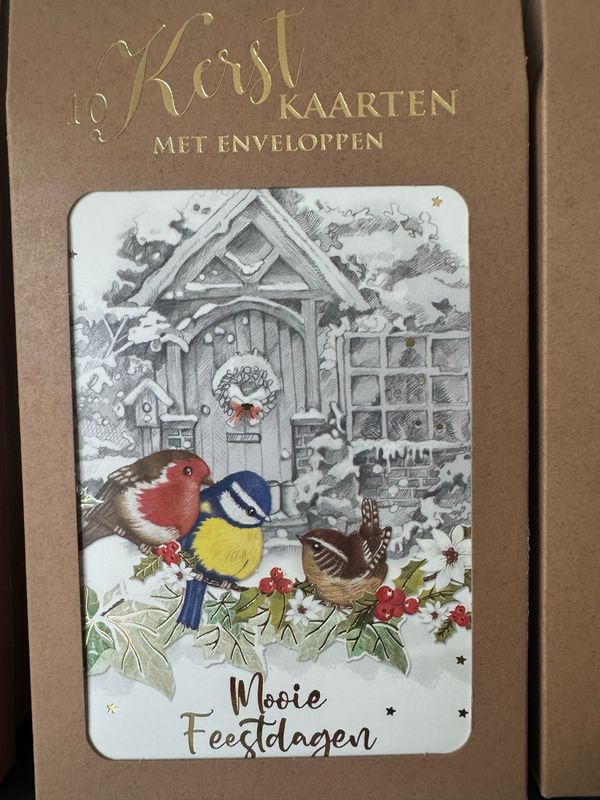 10 Kerst
KAARTEN
MET ENVELOPPEN
Mooie
Feestdagen